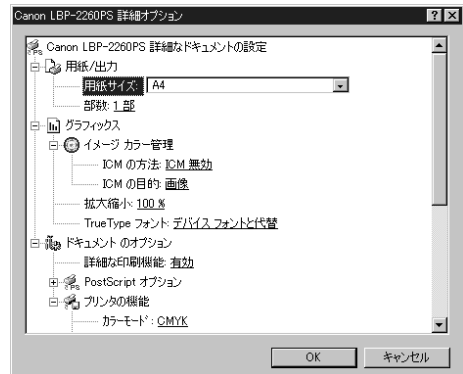 Canon LBP-2260PS 詳細オプション
Canon LBP-2260PS 詳細なドキュメントの設定
用紙/出力
用紙サイズ: A4
部数: 1 部
グラフィックス
イメージ カラー管理
ICM の方法: ICM 無効
ICM の目的: 画像
拡大縮小: 100 %
TrueType フォント: デバイス フォントと代替
ドキュメント のオプション
詳細な印刷機能: 有効
PostScript オプション
プリンタの機能
カラーモード: CMYK
OK キャンセル